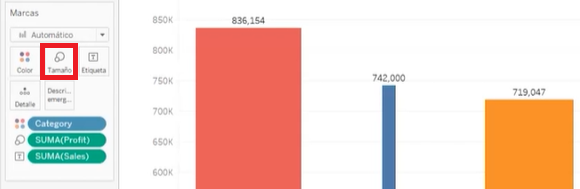 Marcas
Automático
Color
Tamaño
Etiqueta
Detalle
Descri...
emerg...
Category
SUMA(Profit)
T
SUMA(Sales)
850K
800K
750K
700K
650K
600K
836,154
742,000
719,047